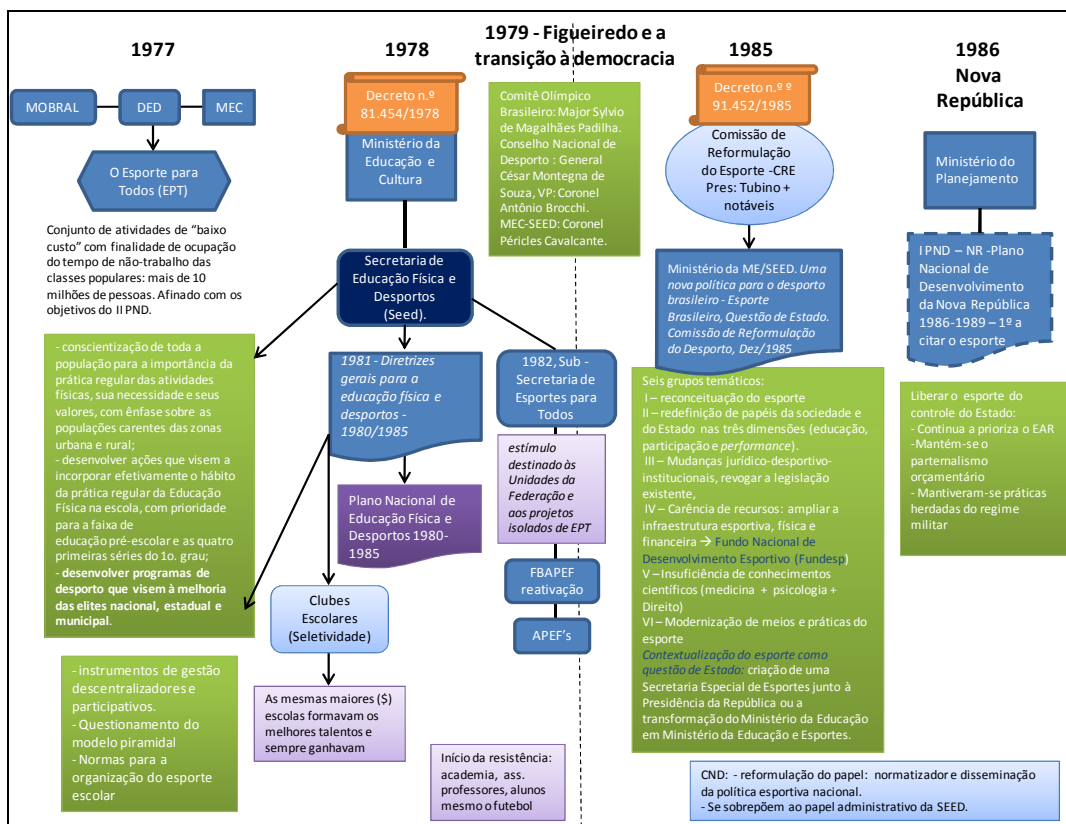 1977
1978
1979 - Figueiredo e a
transição à democracia
1985
1986
Nova
República
MOBRAL
DED
MEC
O Esporte para
Todos (EPT)
Conjunto de atividades de “baixo
custo” com finalidade de ocupação
do tempo de não-trabalho das
classes populares: mais de 10
milhões de pessoas. Afinado com os
objetivos do II PND.
- conscientização de toda a
população para a importância da
prática regular das atividades
físicas, sua necessidade e seus
valores, com ênfase sobre as
populações carentes das zonas
urbana e rural;
- desenvolver ações que visem a
incorporar efetivamente o hábito
da prática regular da Educação
Física na escola, com prioridade
para a faixa de
educação pré-escolar e as quatro
primeiras séries do 1o. grau;
- desenvolver programas de
desporto que visem à melhoria
das elites nacional, estadual e
municipal.
- instrumentos de gestão
descentralizadores e
participativos.
- Questionamento do
modelo piramidal
- Normas para a
organização do esporte
escolar
Decreto n.º
81.454/1978
Ministério da
Educação e
Cultura
Secretaria de
Educação Física e
Desportos
(Seed).
1981 - Diretrizes
gerais para a
educação física e
desportos -
1980/1985
Plano Nacional de
Educação Física e
Desportos 1980-
1985
Clubes
Escolares
(Seletividade)
As mesmas maiores ($)
escolas formavam os
melhores talentos e
sempre ganhavam
Comitê Olímpico
Brasileiro: Major Sylvio
de Magalhães Padilha.
Conselho Nacional de
Desporto : General
César Montegna de
Souza, VP: Coronel
Antônio Brocchi.
MEC-SEED: Coronel
Péricles Cavalcante.
1982, Sub -
Secretaria de
Esportes para
Todos
estímulo
destinado às
Unidades da
Federação e
aos projetos
isolados de EPT
FBAPEF
reativação
APEF’s
Início da resistência:
academia, ass.
professores, alunos
mesmo o futebol
Decreto n.º º
91.452/1985
Comissão de
Reformulação
do Esporte -CRE
Pres: Tubino +
notáveis
Ministério da ME/SEED. Uma
nova política para o desporto
brasileiro - Esporte
Brasileiro, Questão de Estado.
Comissão de Reformulação
do Desporto, Dez/1985
Seis grupos temáticos:
I – reconceituação do esporte
II – redefinição de papéis da sociedade e
do Estado nas três dimensões (educação,
participação e performance).
III – Mudanças jurídico-desportivo-
institucionais, revogar a legislação
existente,
IV – Carência de recursos: ampliar a
infraestrutura esportiva, física e
financeira → Fundo Nacional de
Desenvolvimento Esportivo (Fundesp)
V – Insuficiência de conhecimentos
científicos (medicina + psicologia +
Direito)
VI – Modernização de meios e práticas do
esporte
Contextualização do esporte como
questão de Estado: criação de uma
Secretaria Especial de Esportes junto à
Presidência da República ou a
transformação do Ministério da Educação
em Ministério da Educação e Esportes.
Ministério do
Planejamento
I PND – NR -Plano
Nacional de
Desenvolvimento
da Nova República
1986-1989 – 1º a
citar o esporte
Liberar o esporte do
controle do Estado:
- Continua a prioriza o EAR
-Mantém-se o
parternalismo
orçamentário
- Mantiveram-se práticas
herdadas do regime
militar
CND: - reformulação do papel: normatizador e disseminação
da política esportiva nacional.
- Se sobrepõem ao papel administrativo da SEED.